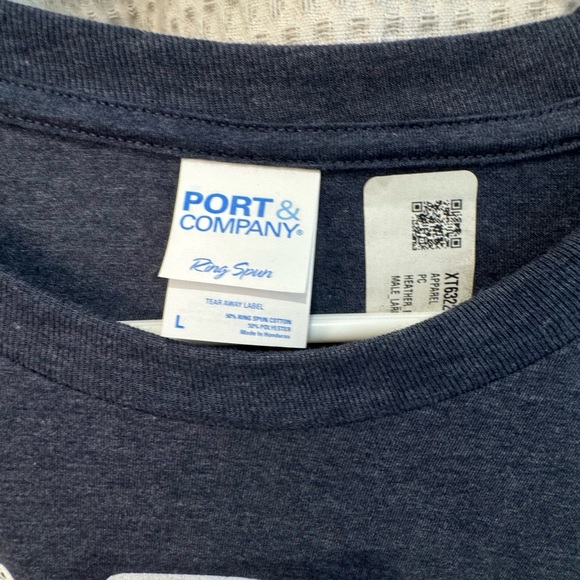 PORT &
COMPANY®
Ring Spun
TEAR AWAY LABEL
L
50% RING SPUN COTTON
50% POLYESTER
Made in Honduras
APPAREL
PC
HEATHER